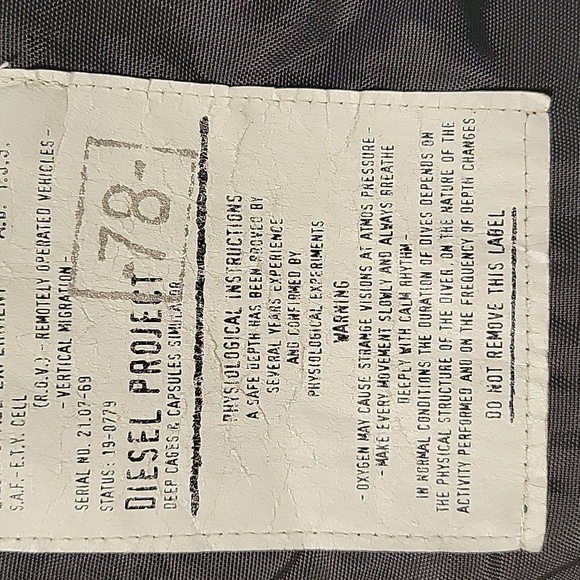 S.A.F. - E.T.Y. CELL
(R.O.V.) - REMOTELY OPERATED VEHICLES -
- VERTICAL MIGRATION -
SERIAL NO. 21.07-69
STATUS: 19-0779
-78-
DIESEL PROJECT
DEEP CAGES & CAPSULES SIMILAR
PHYSIOLOGICAL INSTRUCTIONS
A SAFE DEPTH HAS BEEN PROVED BY
SEVERAL YEARS EXPERIENCE
AND CONFIRMED BY
PHYSIOLOGICAL EXPERIMENTS
WARNING
- OXYGEN MAY CAUSE STRANGE VISIONS AT ATMOS PRESSURE -
- MAKE EVERY MOVEMENT SLOWLY AND ALWAYS BREATHE
DEEPLY WITH CALM RHYTHM -
IN NORMAL CONDITIONS THE DURATION OF DIVES DEPENDS ON
THE PHYSICAL STRUCTURE OF THE DIVER, ON THE NATURE OF THE
ACTIVITY PERFORMED AND ON THE FREQUENCY OF DEPTH CHANGES.
DO NOT REMOVE THIS LABEL